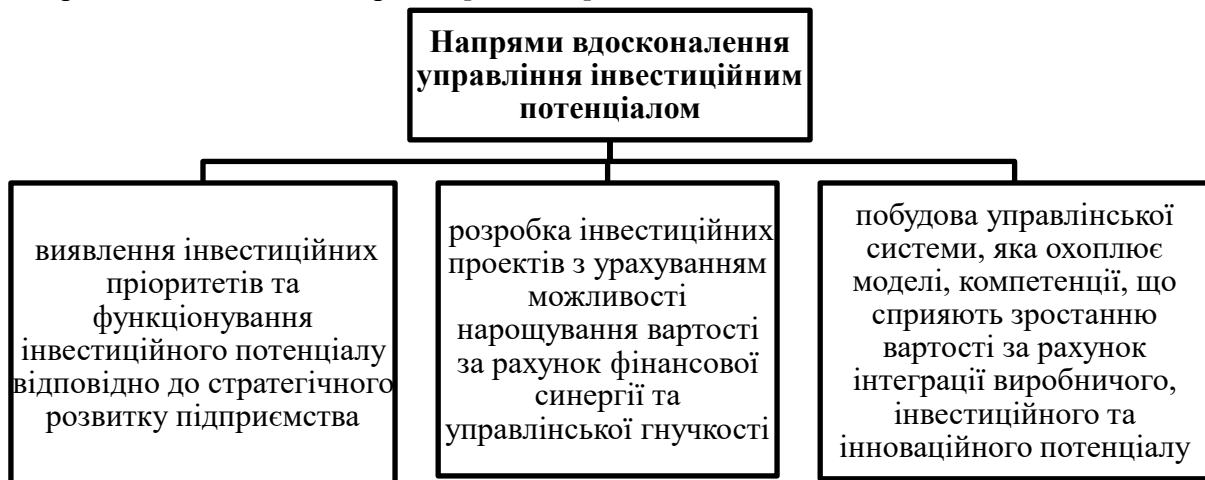 Напрями вдосконалення
управління інвестиційним
потенціалом
виявлення інвестиційних
пріоритетів та
функціонування
інвестиційного потенціалу
відповідно до стратегічного
розвитку підприємства
розробка інвестиційних
проектів з урахуванням
можливості
нарощування вартості
за рахунок фінансової
синергії та
управлінської гнучкості
побудова управлінської
системи, яка охоплює
моделі, компетенції, що
сприяють зростанню
вартості за рахунок
інтеграції виробничого,
інвестиційного та
інноваційного потенціалу